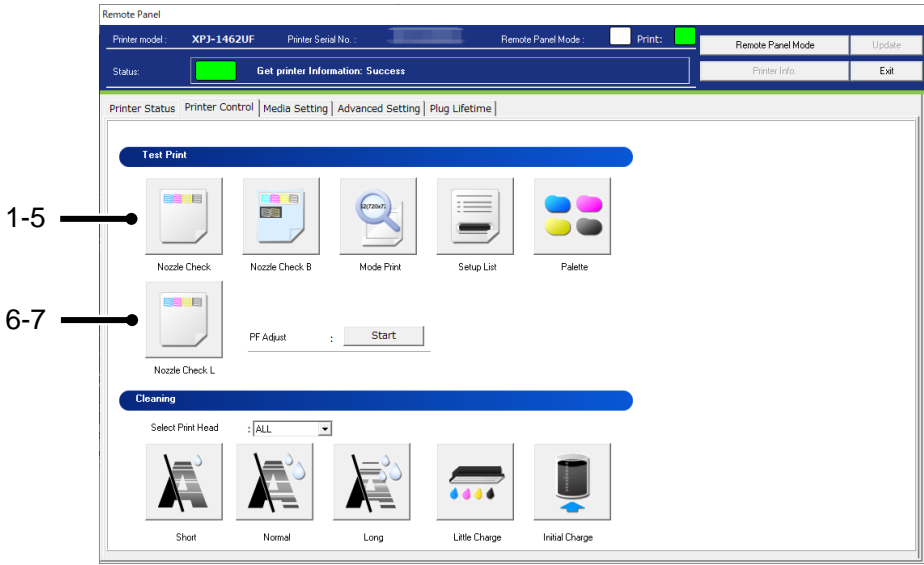 Remote Panel
Printer model : XPJ-1462UF Printer Serial No. : Remote Panel Mode : Print: Remote Panel Mode Update
Status: Get printer Information: Success Printer Info. Exit
Printer Status Printer Control Media Setting Advanced Setting Plug Lifetime
Test Print
1-5
Nozzle Check Nozzle Check B Mode Print Setup List Palette
6-7
PF Adjust : Start
Nozzle Check L
Cleaning
Select Print Head : ALL
Short Normal Long Little Charge Initial Charge